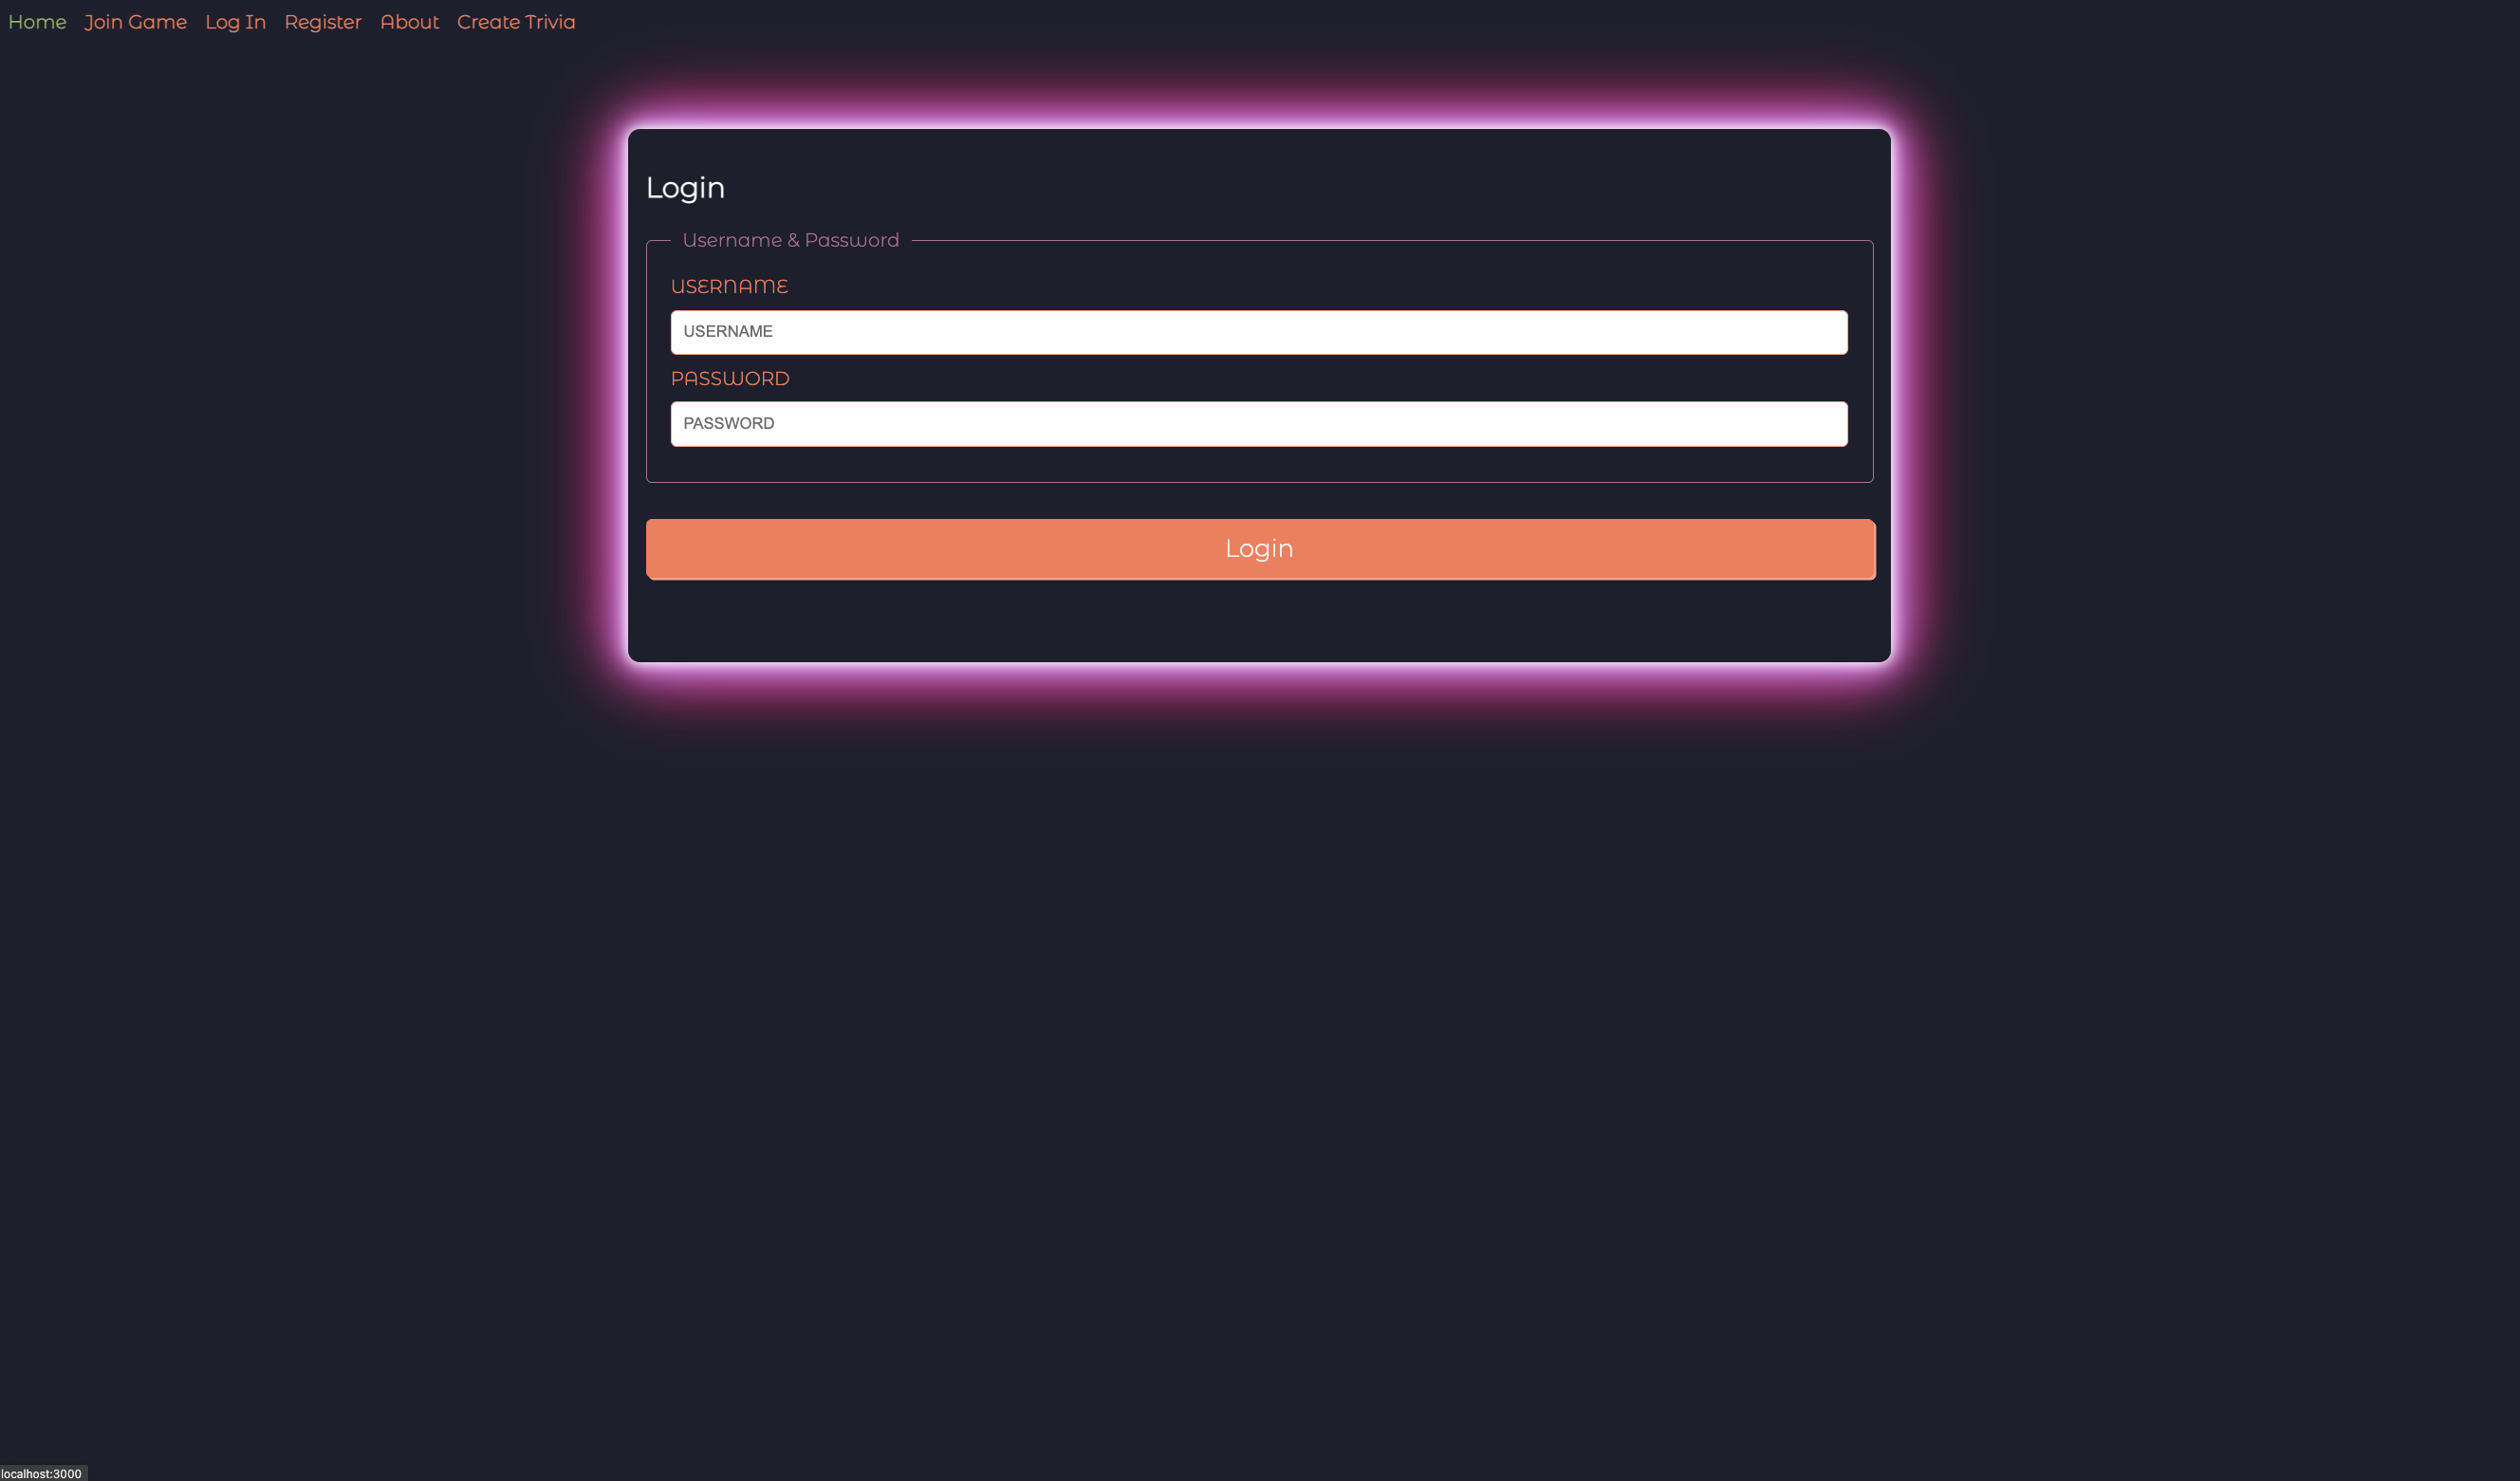 Home Join Game Log In Register About Create Trivia
Login
Username & Password
USERNAME
USERNAME
PASSWORD
PASSWORD
Login
localhost:3000